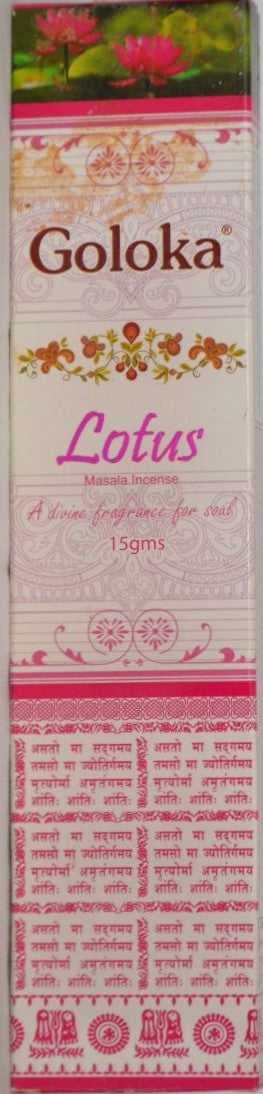 Goloka®
Lotus
Masala Incense
A divine fragrance for soul
15gms
असतो मा सद्गमय असतो मा सद्गमय
तमसो मा ज्योतिर्गमय तमसो मा ज्योतिर्गमय
मृत्योर्मा अमृतंगमय मृत्योर्मा अमृतंगमय
शांतिः शांतिः शांतिः शांतिः शांतिः शांतिः
असतो मा सद्गमय असतो मा सद्गमय
तमसो मा ज्योतिर्गमय तमसो मा ज्योतिर्गमय
मृत्योर्मा अमृतंगमय मृत्योर्मा अमृतंगमय
शांतिः शांतिः शांतिः शांतिः शांतिः शांतिः
असतो मा सद्गमय असतो मा सद्गमय
तमसो मा ज्योतिर्गमय तमसो मा ज्योतिर्गमय
मृत्योर्मा अमृतंगमय मृत्योर्मा अमृतंगमय
शांतिः शांतिः शांतिः शांतिः शांतिः शांतिः